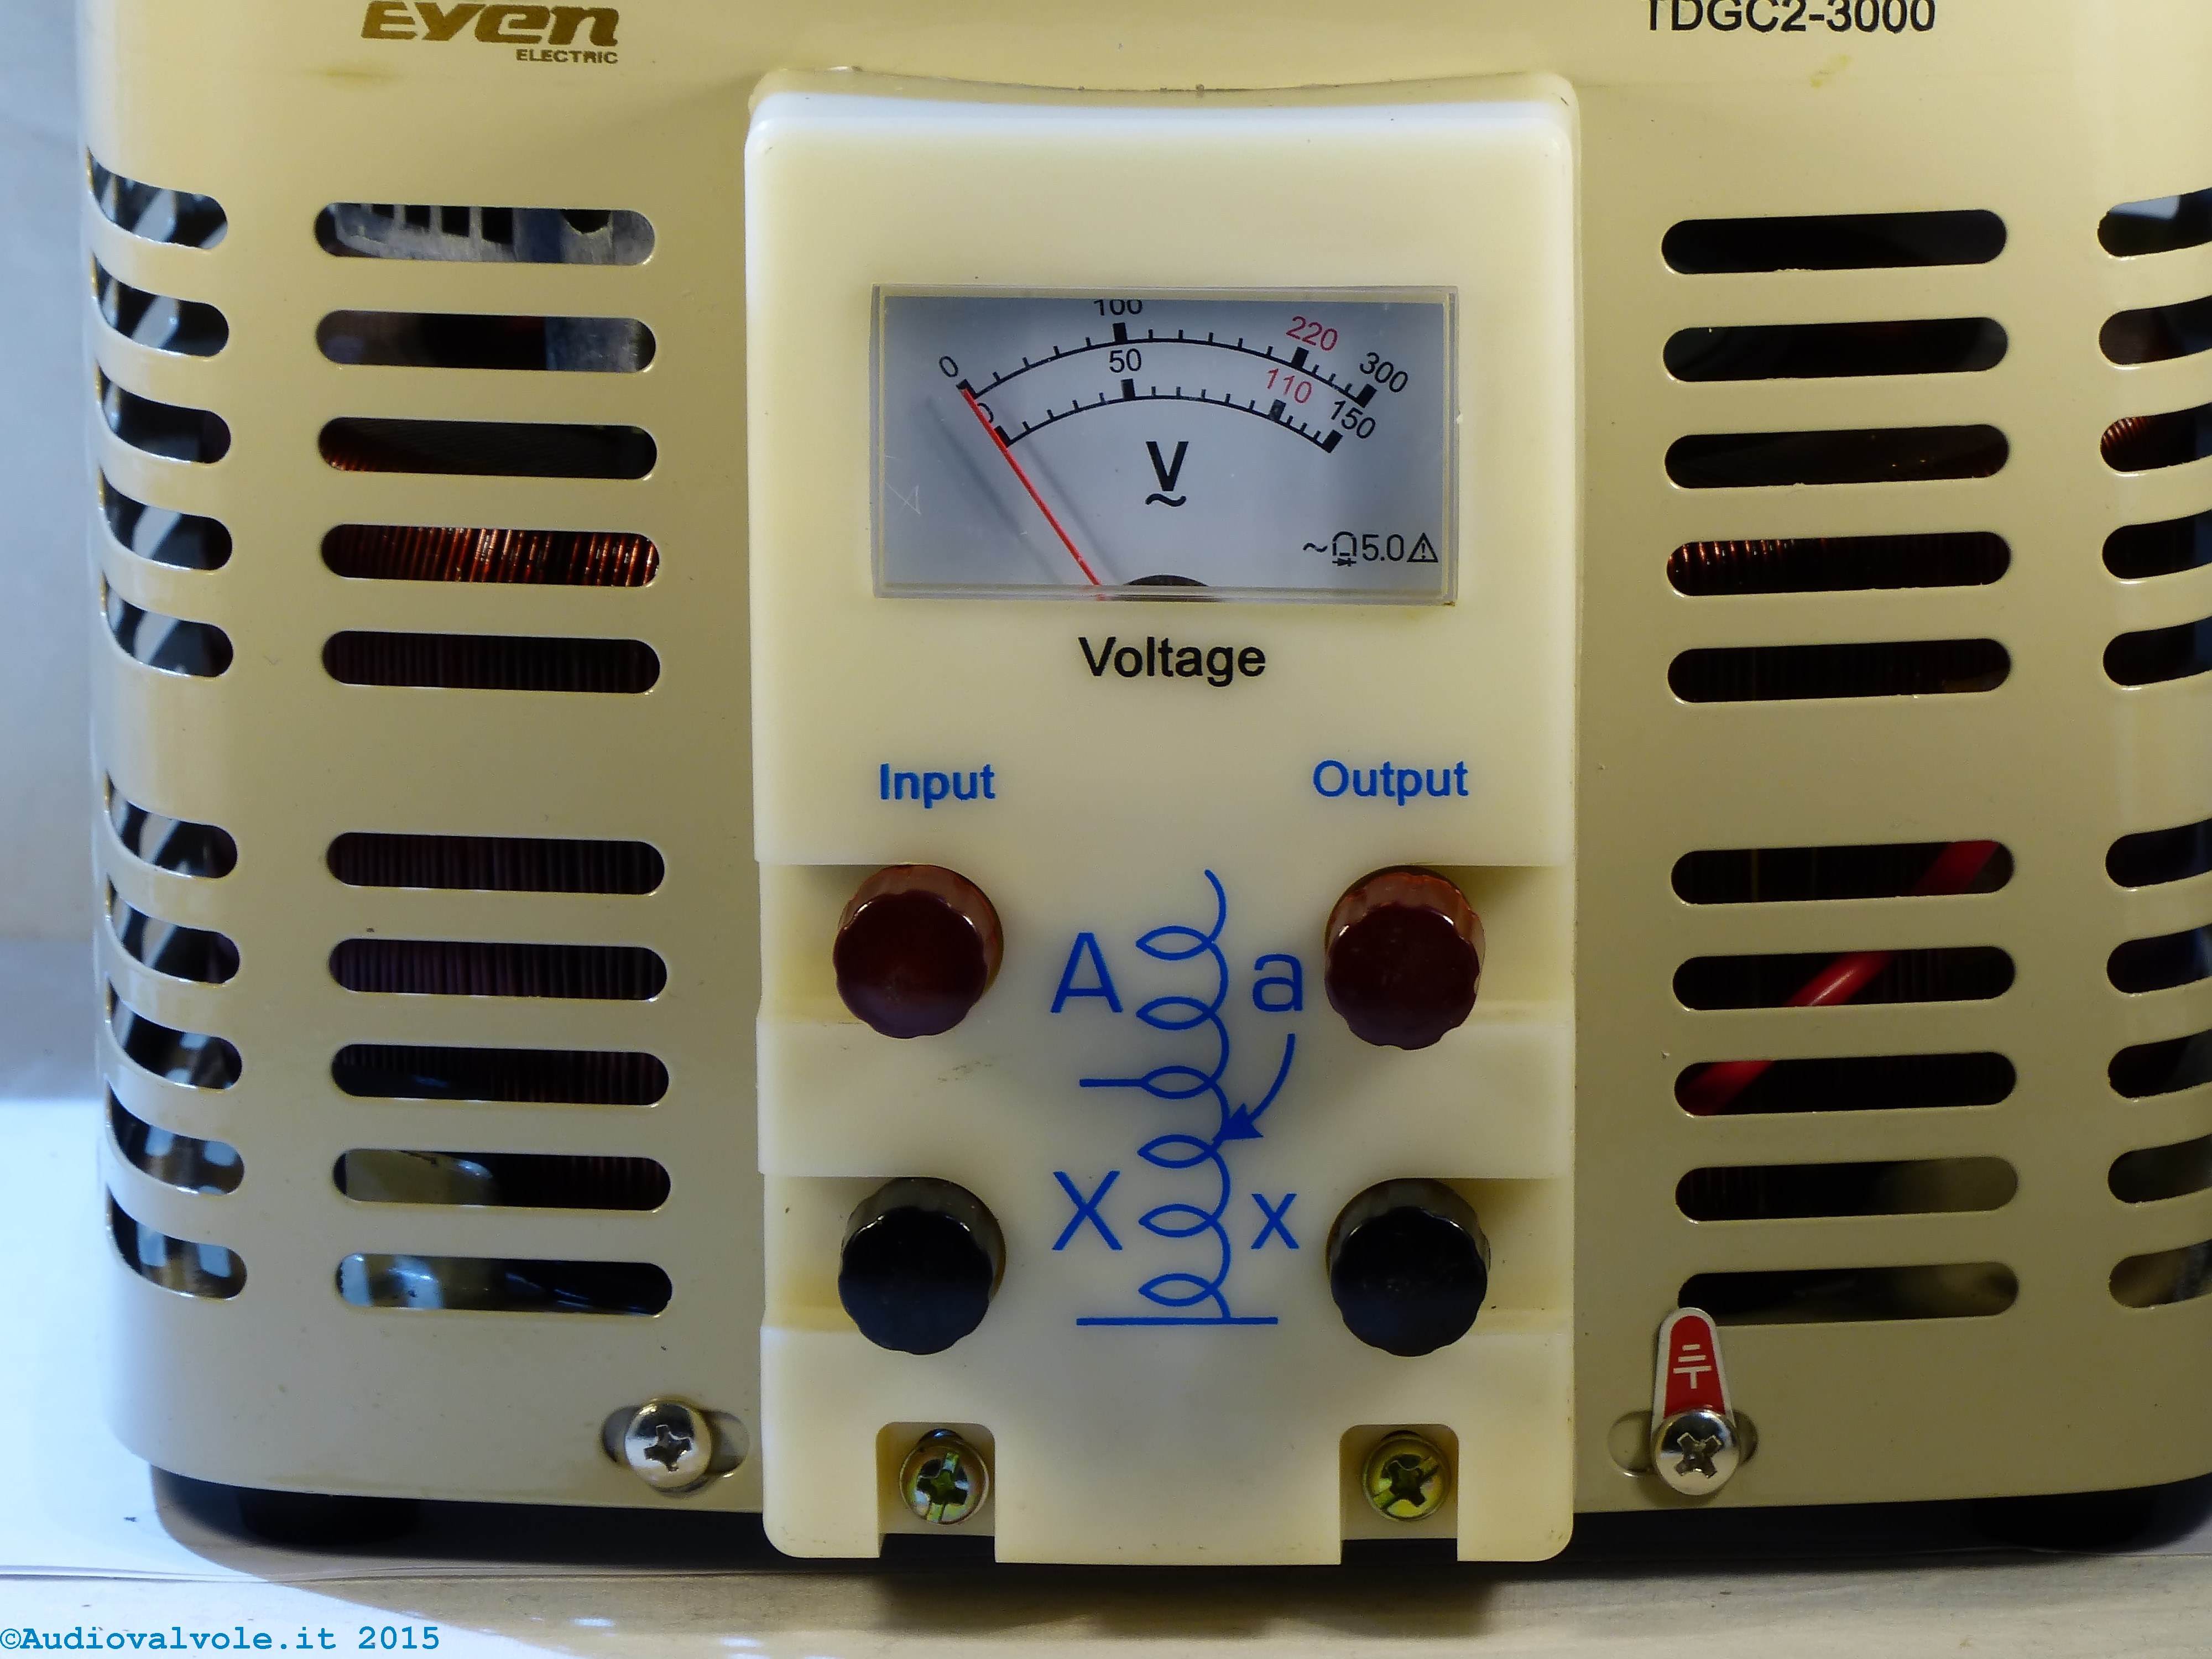 Eyen
ELECTRIC
TDGC2-3000
0 100 220 300
0 50 110 150
V
~
~ 5.0
Voltage
Input Output
A a
X x
©Audiovalvole.it 2015